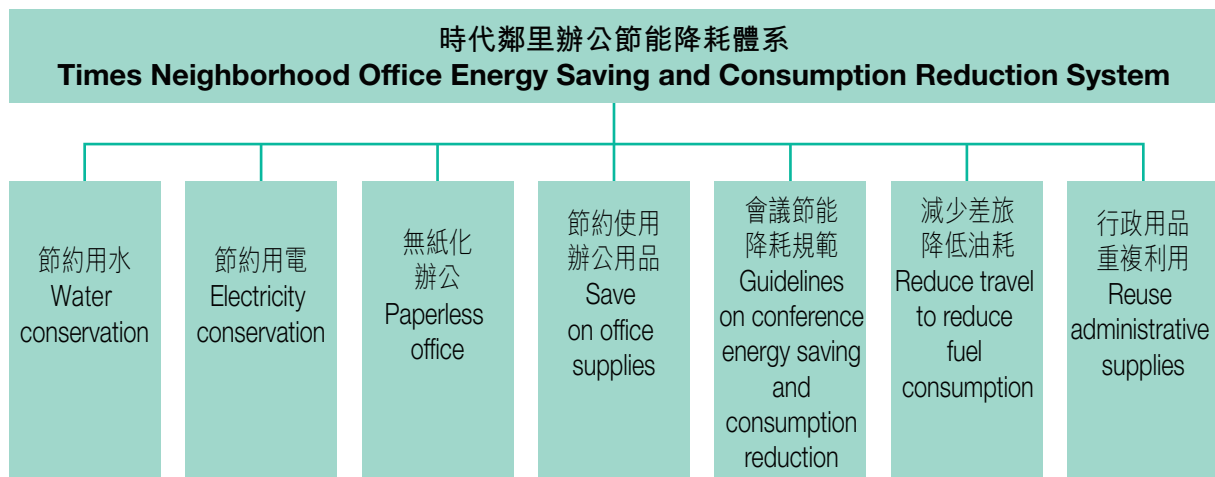 時代鄰里辦公節能降耗體系
Times Neighborhood Office Energy Saving and Consumption Reduction System
節約用水
Water
conservation
節約用電
Electricity
conservation
無紙化
辦公
Paperless
office
節約使用
辦公用品
Save
on office
supplies
會議節能
降耗規範
Guidelines
on conference
energy saving
and
consumption
reduction
減少差旅
降低油耗
Reduce travel
to reduce
fuel
consumption
行政用品
重複利用
Reuse
administrative
supplies